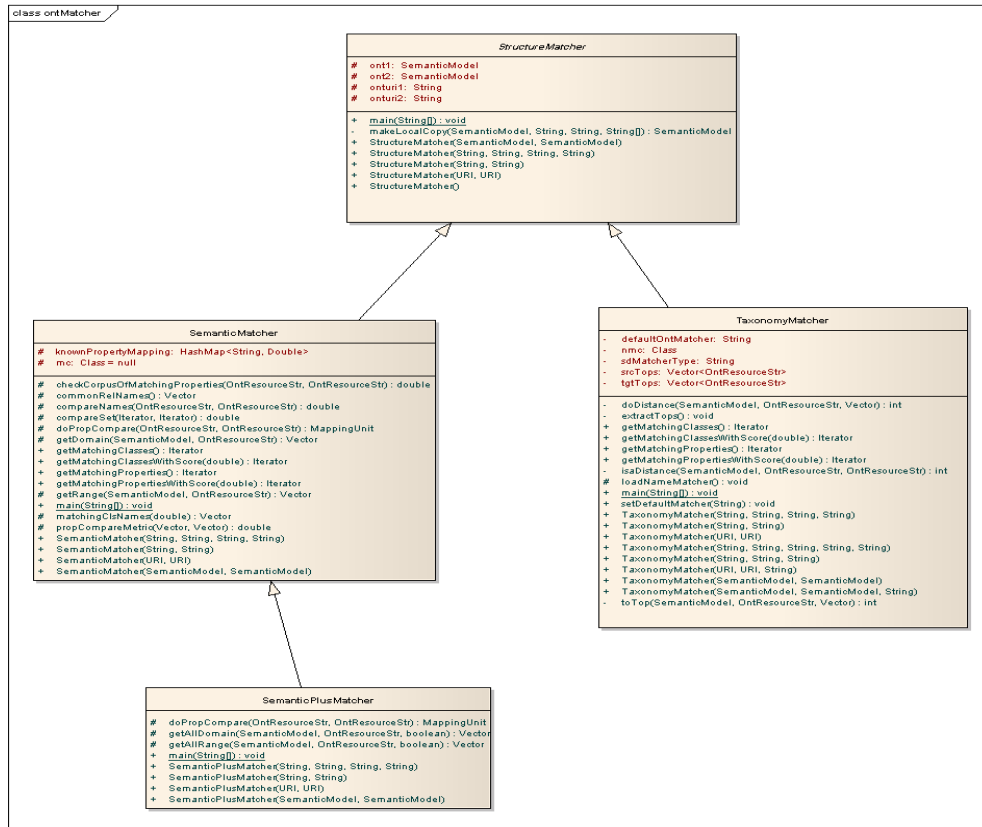 class ontMatcher
StructureMatcher
# ont1: SemanticModel
# ont2: SemanticModel
# onturi1: String
# onturi2: String
+ main(String[]) : void
- makeLocalCopy(SemanticModel, String, String, String[]) : SemanticModel
+ StructureMatcher(SemanticModel, SemanticModel)
+ StructureMatcher(String, String, String, String)
+ StructureMatcher(String, String)
+ StructureMatcher(URI, URI)
+ StructureMatcher()
SemanticMatcher
# knownPropertyMapping: HashMap<String, Double>
# mc: Class = null
# checkCorpusOfMatchingProperties(OntResourceStr, OntResourceStr) : double
# commonRelNames() : Vector
# compareNames(OntResourceStr, OntResourceStr) : double
# compareSet(Iterator, Iterator) : double
# doPropCompare(OntResourceStr, OntResourceStr) : MappingUnit
# getDomain(SemanticModel, OntResourceStr) : Vector
+ getMatchingClasses() : Iterator
+ getMatchingClassesWithScore(double) : Iterator
+ getMatchingProperties() : Iterator
+ getMatchingPropertiesWithScore(double) : Iterator
# getRange(SemanticModel, OntResourceStr) : Vector
+ main(String[]) : void
# matchingClsNames(double) : Vector
# propCompareMetric(Vector, Vector) : double
+ SemanticMatcher(String, String, String, String)
+ SemanticMatcher(String, String)
+ SemanticMatcher(URI, URI)
+ SemanticMatcher(SemanticModel, SemanticModel)
TaxonomyMatcher
- defaultOntMatcher: String
- nmc: Class
- sdMatcherType: String
- srcTops: Vector<OntResourceStr>
- tgtTops: Vector<OntResourceStr>
- doDistance(SemanticModel, OntResourceStr, Vector) : int
- extractTops() : void
+ getMatchingClasses() : Iterator
+ getMatchingClassesWithScore(double) : Iterator
+ getMatchingProperties() : Iterator
+ getMatchingPropertiesWithScore(double) : Iterator
- isaDistance(SemanticModel, OntResourceStr, OntResourceStr) : int
# loadNameMatcher() : void
+ main(String[]) : void
+ setDefaultMatcher(String) : void
+ TaxonomyMatcher(String, String, String, String)
+ TaxonomyMatcher(String, String)
+ TaxonomyMatcher(URI, URI)
+ TaxonomyMatcher(String, String, String, String, String)
+ TaxonomyMatcher(String, String, String)
+ TaxonomyMatcher(URI, URI, String)
+ TaxonomyMatcher(SemanticModel, SemanticModel)
+ TaxonomyMatcher(SemanticModel, SemanticModel, String)
- toTop(SemanticModel, OntResourceStr, Vector) : int
SemanticPlusMatcher
# doPropCompare(OntResourceStr, OntResourceStr) : MappingUnit
# getAllDomain(SemanticModel, OntResourceStr, boolean) : Vector
# getAllRange(SemanticModel, OntResourceStr, boolean) : Vector
+ main(String[]) : void
+ SemanticPlusMatcher(String, String, String, String)
+ SemanticPlusMatcher(String, String)
+ SemanticPlusMatcher(URI, URI)
+ SemanticPlusMatcher(SemanticModel, SemanticModel)